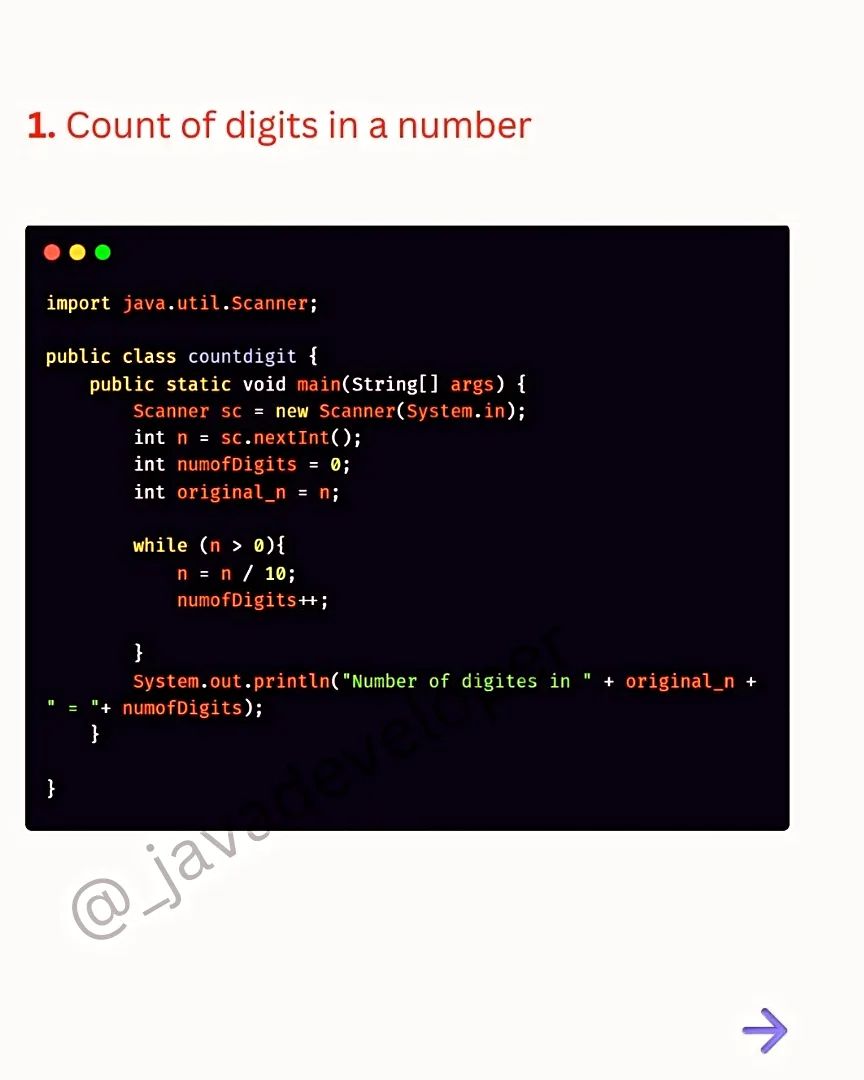 1. Count of digits in a number
import java.util.Scanner;
public class countdigit {
public static void main(String[] args) {
Scanner sc = new Scanner(System.in);
int n = sc.nextInt();
int numofDigits = 0;
int original_n = n;
while (n > 0){
n = n / 10;
numofDigits++;
}
System.out.println("Number of digites in " + original_n +
" = "+ numofDigits);
}
}
@_javadeveloper